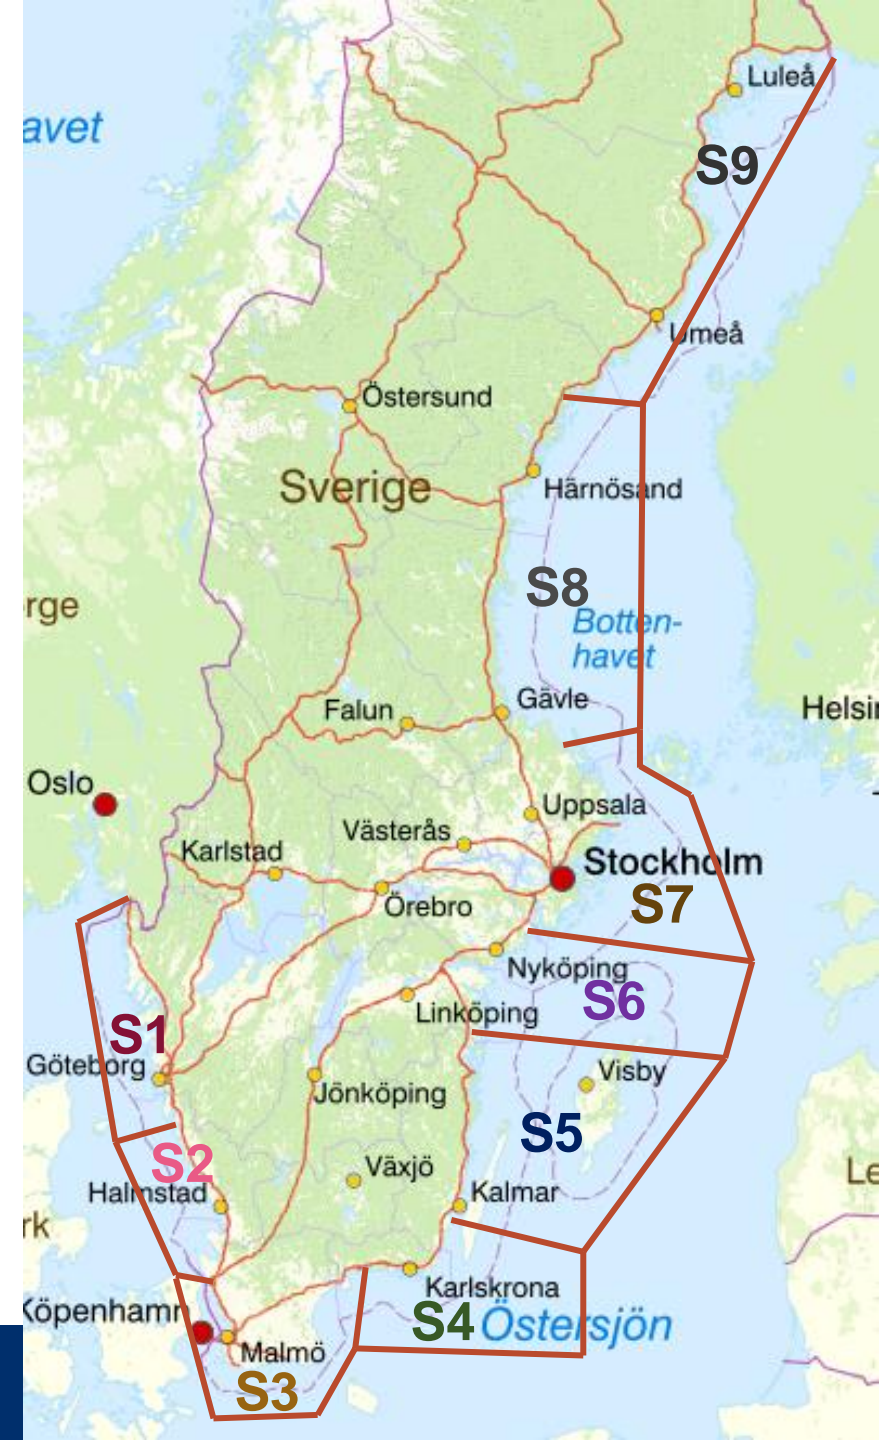 Luleå
avet
S9
Umeå
Östersund
Sverige
Härnösand
S8
rge
Botten-
havet
Gävle
Falun
Helsi
Oslo
Uppsala
Västerås
Karlstad
Stockholm
S7
Örebro
Nyköping
S6
Linköping
S1
Göteborg
Visby
Jönköping
S5
S2
Växjö
Le
Halmstad
Kalmar
rk
Karlskrona
Köpenhamn
S4
Östersjön
Malmö
S3